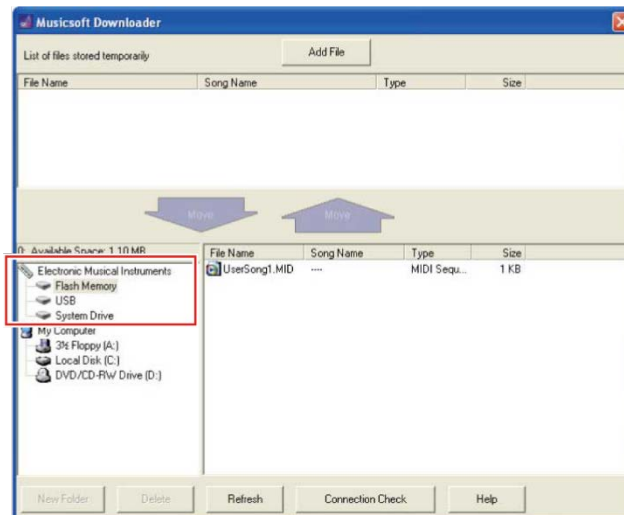 Musicsoft Downloader
List of files stored temporarily
Add File
File Name Song Name Type Size
Move Move
0: Available Space: 1.10 MB
Electronic Musical Instruments
Flash Memory
USB
System Drive
My Computer
3½ Floppy (A:)
Local Disk (C:)
DVD/CD-RW Drive (D:)
File Name Song Name Type Size
UserSong1.MID ---- MIDI Sequ... 1 KB
New Folder Delete Refresh Connection Check Help